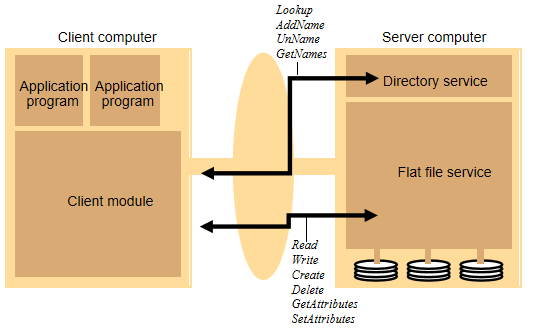 Lookup
AddName
UnName
GetNames
Client computer
Server computer
Application
program
Application
program
Directory service
Client module
Flat file service
Read
Write
Create
Delete
GetAttributes
SetAttributes